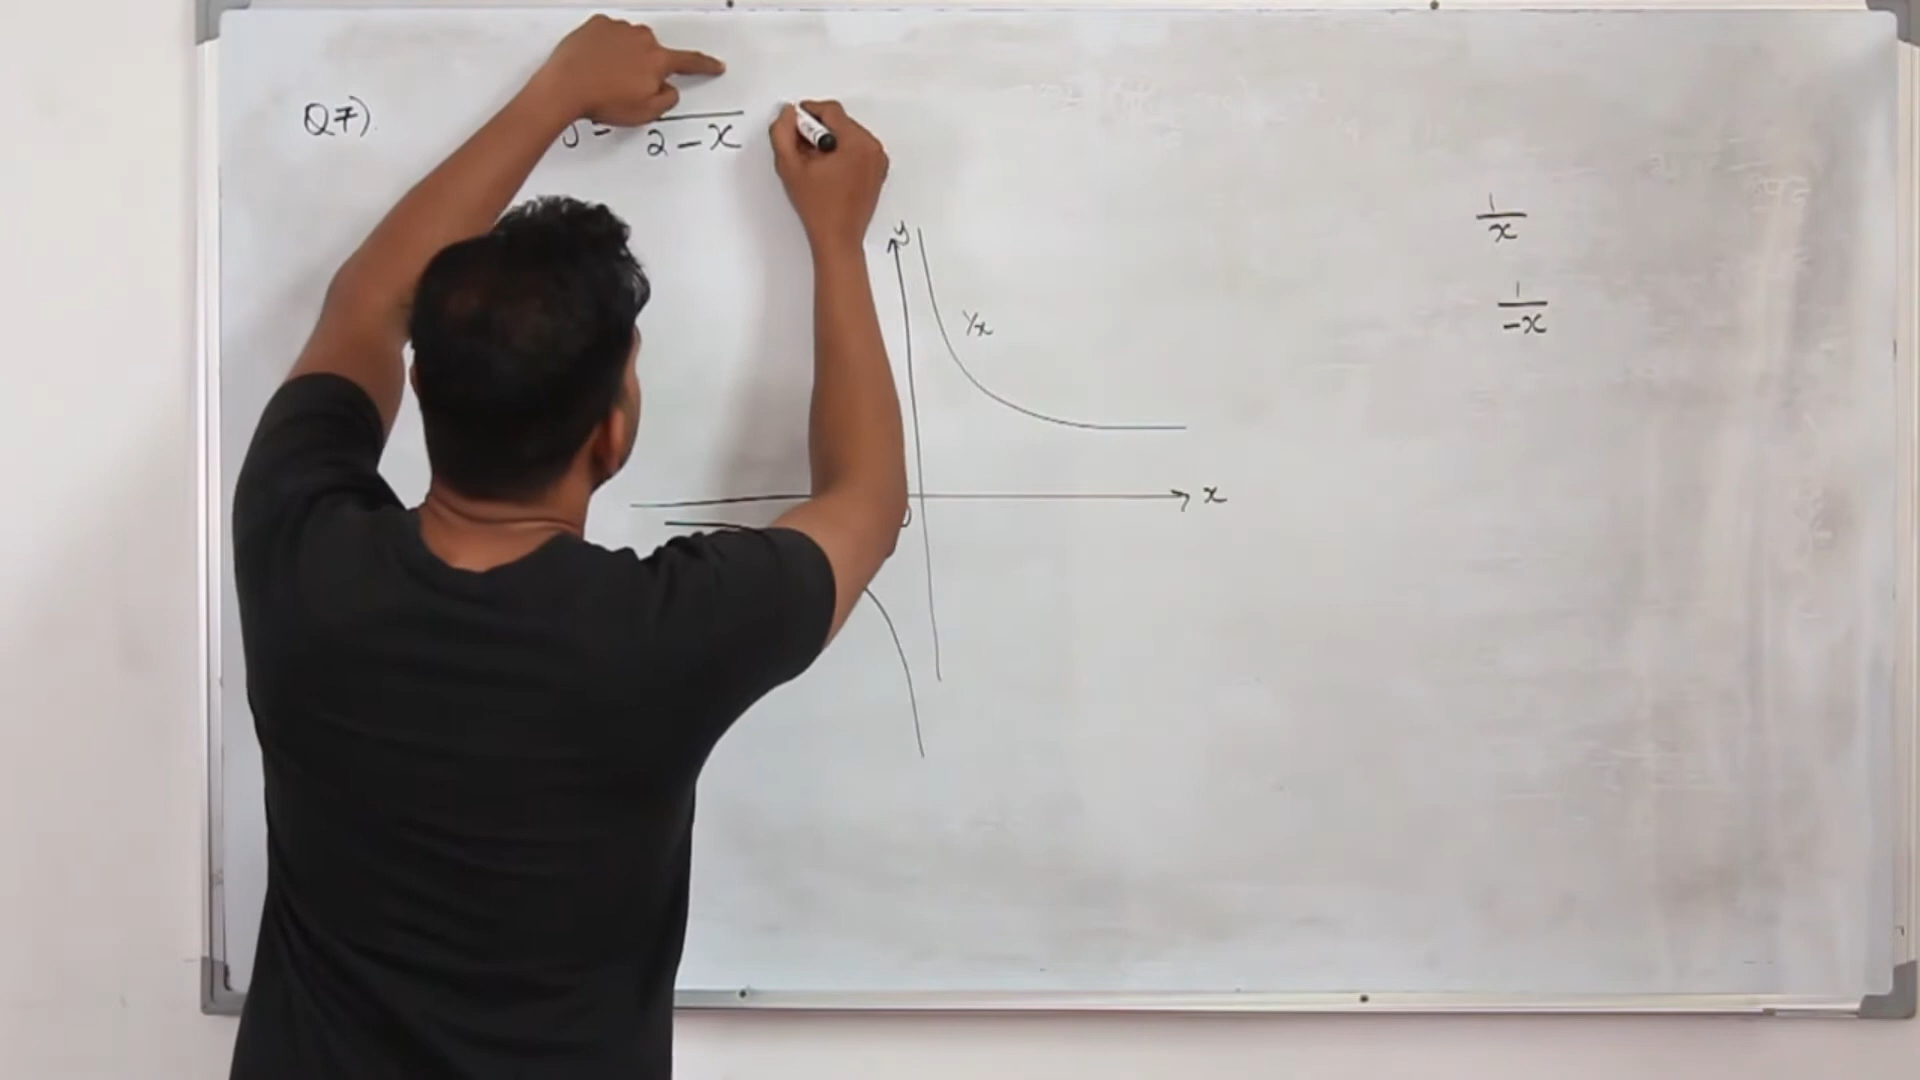 Q7).
y = —/(2 - x)
y
1/x
x
1/x
1/-x